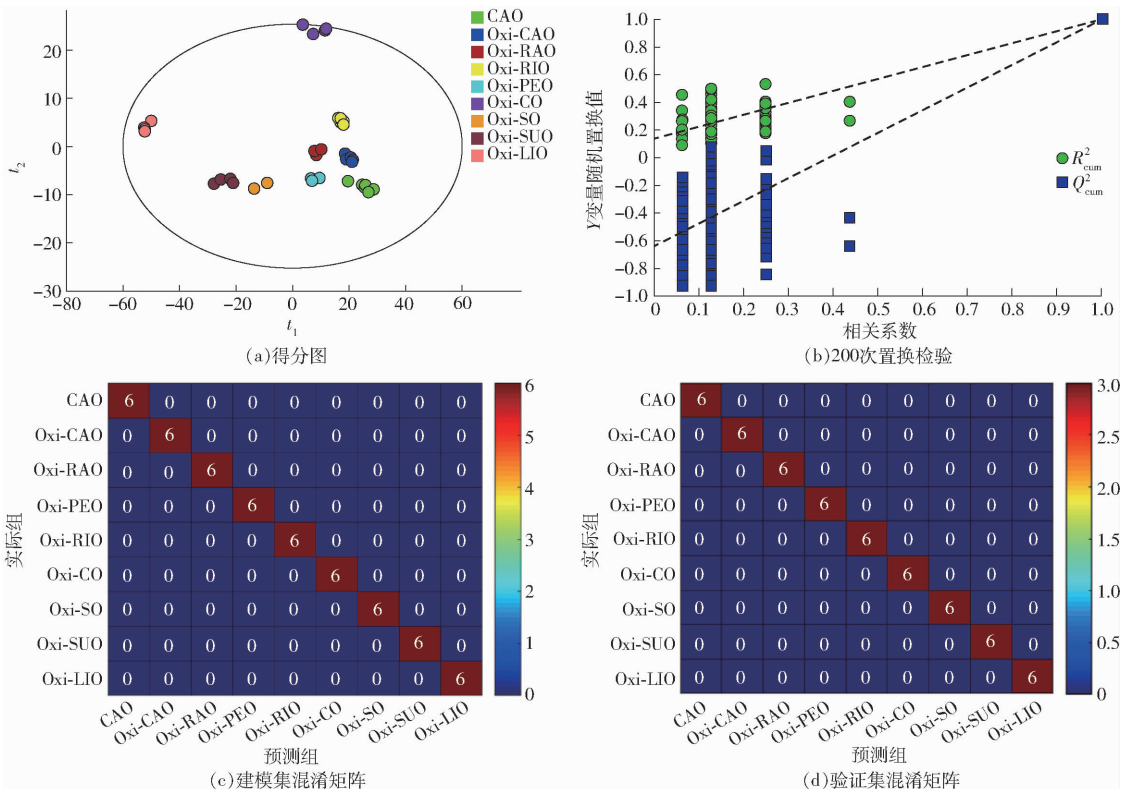 20
10
0
-10
-20
-30
-80
-60
-40
-20
0
20
40
60
t2
t1
CAO
Oxi-CAO
Oxi-RAO
Oxi-RIO
Oxi-PEO
Oxi-CO
Oxi-SO
Oxi-SUO
Oxi-LIO
(a)得分图
1.0
0.8
0.6
0.4
0.2
0
-0.2
-0.4
-0.6
-0.8
-1.0
0 0.1 0.2 0.3 0.4 0.5 0.6 0.7 0.8 0.9 1.0
Y变量随机置换值
R²cum
Q²cum
相关系数
(b)200次置换检验
CAO 6 0 0 0 0 0 0 0 0
Oxi-CAO 0 6 0 0 0 0 0 0 0
Oxi-RAO 0 0 6 0 0 0 0 0 0
Oxi-PEO 0 0 0 6 0 0 0 0 0
Oxi-RIO 0 0 0 0 6 0 0 0 0
Oxi-CO 0 0 0 0 0 6 0 0 0
Oxi-SO 0 0 0 0 0 0 6 0 0
Oxi-SUO 0 0 0 0 0 0 0 6 0
Oxi-LIO 0 0 0 0 0 0 0 0 6
实际组
CAO Oxi-CAO Oxi-RAO Oxi-PEO Oxi-RIO Oxi-CO Oxi-SO Oxi-SUO Oxi-LIO
预测组
6
5
4
3
2
1
0
(c)建模集混淆矩阵
CAO 6 0 0 0 0 0 0 0 0
Oxi-CAO 0 6 0 0 0 0 0 0 0
Oxi-RAO 0 0 6 0 0 0 0 0 0
Oxi-PEO 0 0 0 6 0 0 0 0 0
Oxi-RIO 0 0 0 0 6 0 0 0 0
Oxi-CO 0 0 0 0 0 6 0 0 0
Oxi-SO 0 0 0 0 0 0 6 0 0
Oxi-SUO 0 0 0 0 0 0 0 6 0
Oxi-LIO 0 0 0 0 0 0 0 0 6
实际组
CAO Oxi-CAO Oxi-RAO Oxi-PEO Oxi-RIO Oxi-CO Oxi-SO Oxi-SUO Oxi-LIO
预测组
3.0
2.5
2.0
1.5
1.0
0.5
0
(d)验证集混淆矩阵